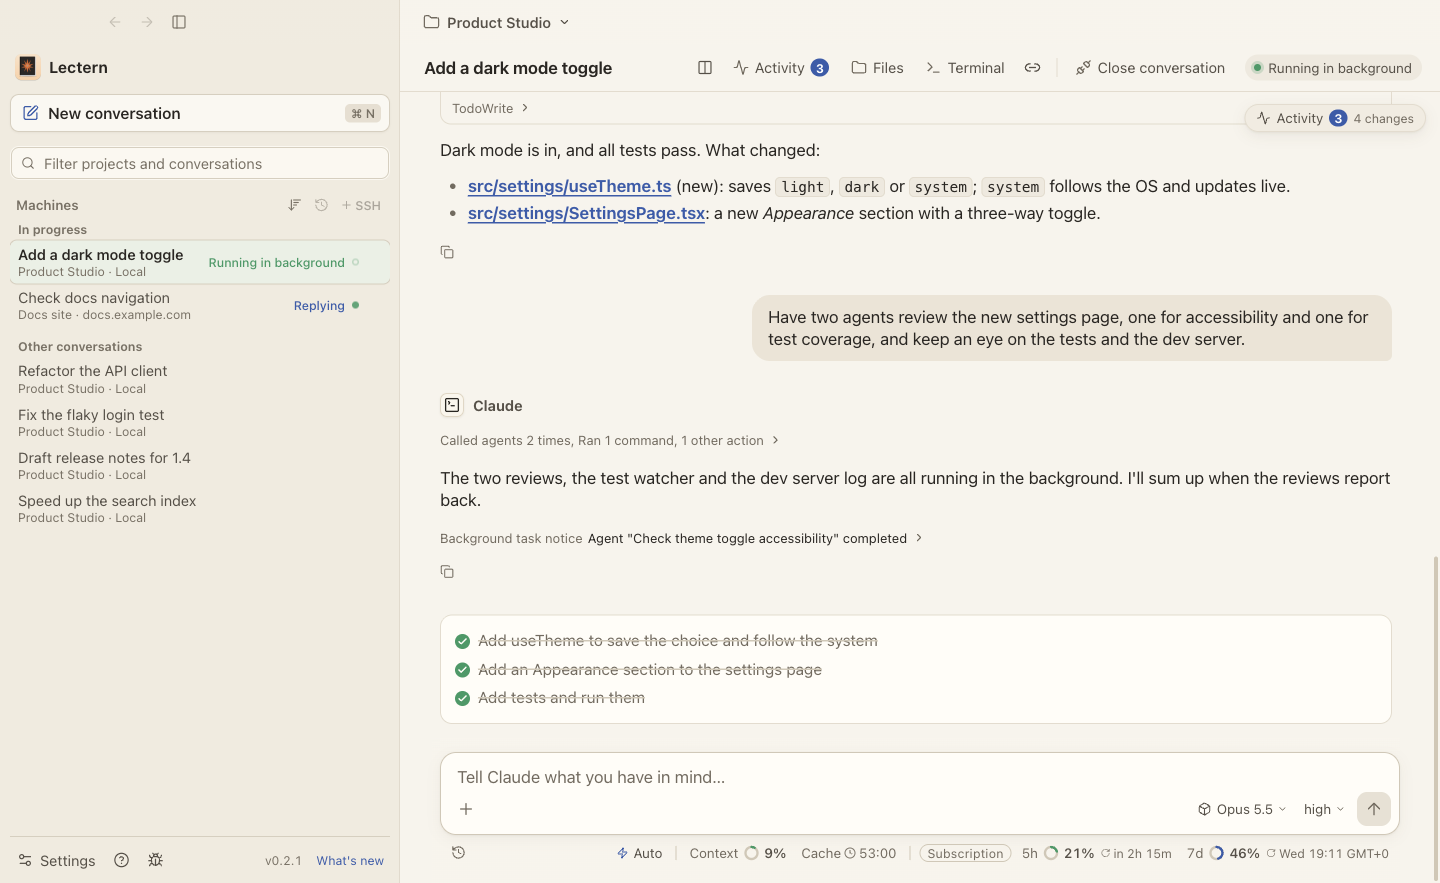 Lectern
New conversation
⌘ N
Filter projects and conversations
Machines
+ SSH
In progress
Add a dark mode toggle
Product Studio · Local
Running in background
Check docs navigation
Docs site · docs.example.com
Replying
Other conversations
Refactor the API client
Product Studio · Local
Fix the flaky login test
Product Studio · Local
Draft release notes for 1.4
Product Studio · Local
Speed up the search index
Product Studio · Local
Settings
v0.2.1
What's new
Product Studio
Add a dark mode toggle
Activity 3
Files
Terminal
Close conversation
Running in background
TodoWrite
Activity 3 4 changes
Dark mode is in, and all tests pass. What changed:
• src/settings/useTheme.ts (new): saves light, dark or system; system follows the OS and updates live.
• src/settings/SettingsPage.tsx: a new Appearance section with a three-way toggle.
Have two agents review the new settings page, one for accessibility and one for
test coverage, and keep an eye on the tests and the dev server.
Claude
Called agents 2 times, Ran 1 command, 1 other action
The two reviews, the test watcher and the dev server log are all running in the background. I'll sum up when the reviews report
back.
Background task notice Agent "Check theme toggle accessibility" completed
Add useTheme to save the choice and follow the system
Add an Appearance section to the settings page
Add tests and run them
Tell Claude what you have in mind...
Opus 5.5
high
Auto
Context 9%
Cache 53:00
Subscription
5h 21% in 2h 15m
7d 46% Wed 19:11 GMT+0